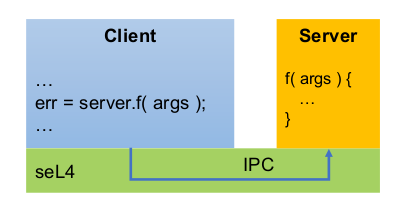 Client
...
err = server.f( args );
...
Server
f( args ) {
...
}
seL4
IPC